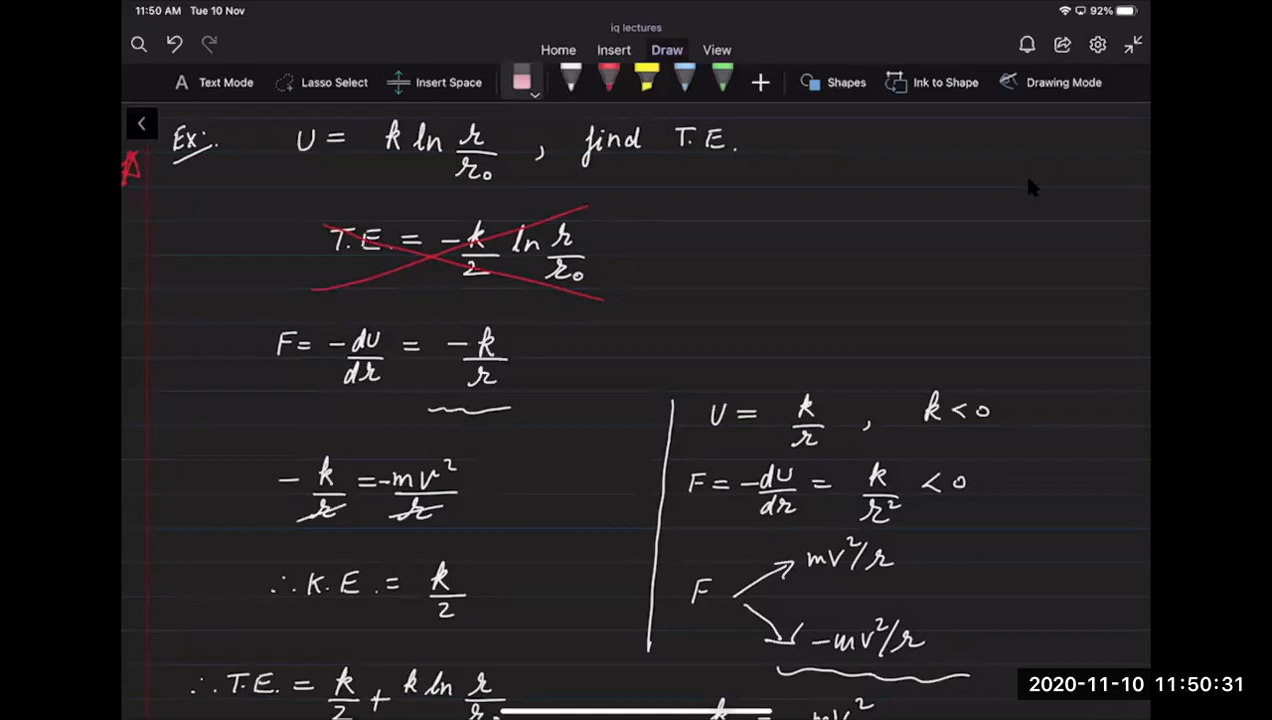 11:50 AM Tue 10 Nov
92%
iq lectures
Home Insert Draw View
A Text Mode Lasso Select Insert Space Shapes Ink to Shape Drawing Mode
Ex:. U = k ln r/r₀ , find T.E.
T.E. = -k/2 ln r/r₀
F = -dU/dr = -k/r
-k/r = -mv²/r
∴ K.E. = k/2
∴ T.E. = k/2 + k ln r/r₀
U = k/r , k < 0
F = -dU/dr = k/r² < 0
mv²/r
F
-mv²/r
k = mv²
2020-11-10 11:50:31